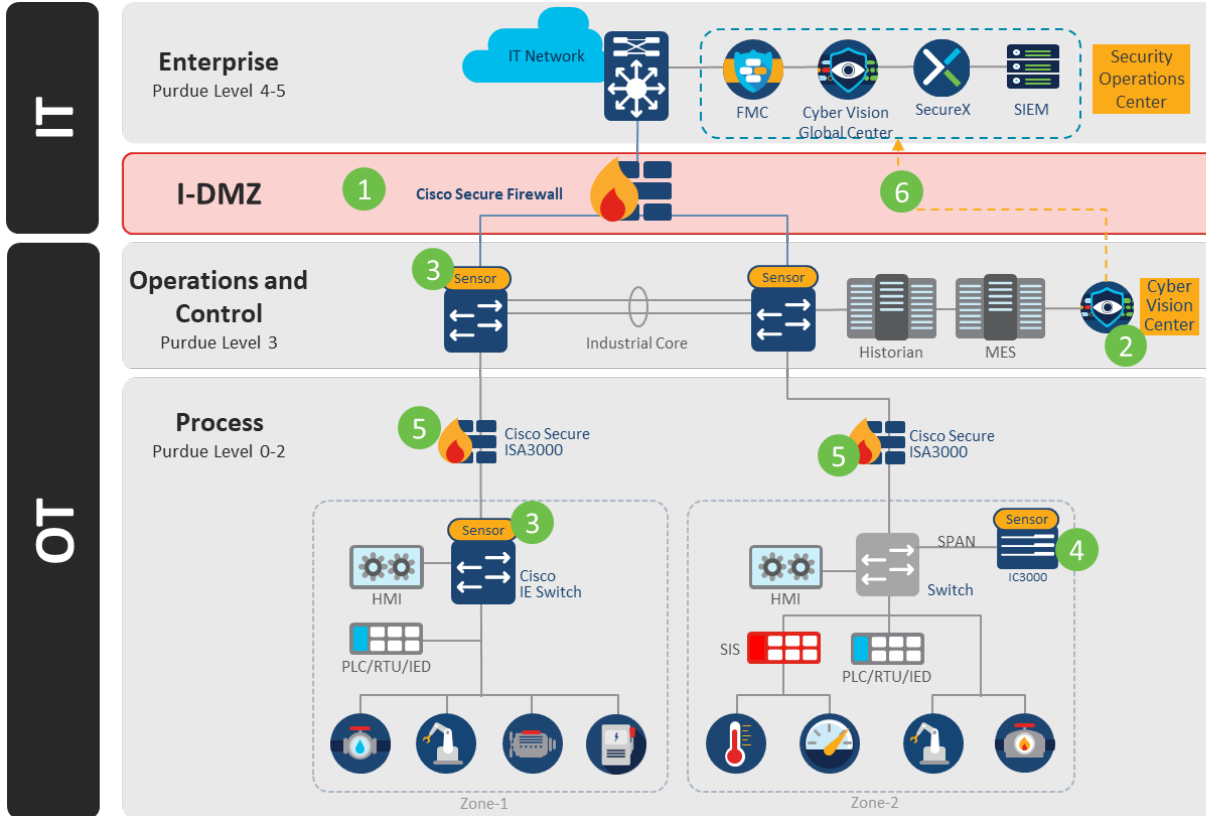 IT
Enterprise
Purdue Level 4-5
IT Network
FMC
Cyber Vision
Global Center
SecureX
SIEM
Security
Operations
Center
I-DMZ
1
Cisco Secure Firewall
6
OT
Operations and
Control
Purdue Level 3
3
Sensor
Industrial Core
Sensor
Historian
MES
Cyber
Vision
Center
2
Process
Purdue Level 0-2
5
Cisco Secure
ISA3000
5
Cisco Secure
ISA3000
Sensor
3
HMI
Cisco
IE Switch
PLC/RTU/IED
Zone-1
HMI
Switch
SPAN
Sensor
4
IC3000
SIS
PLC/RTU/IED
Zone-2